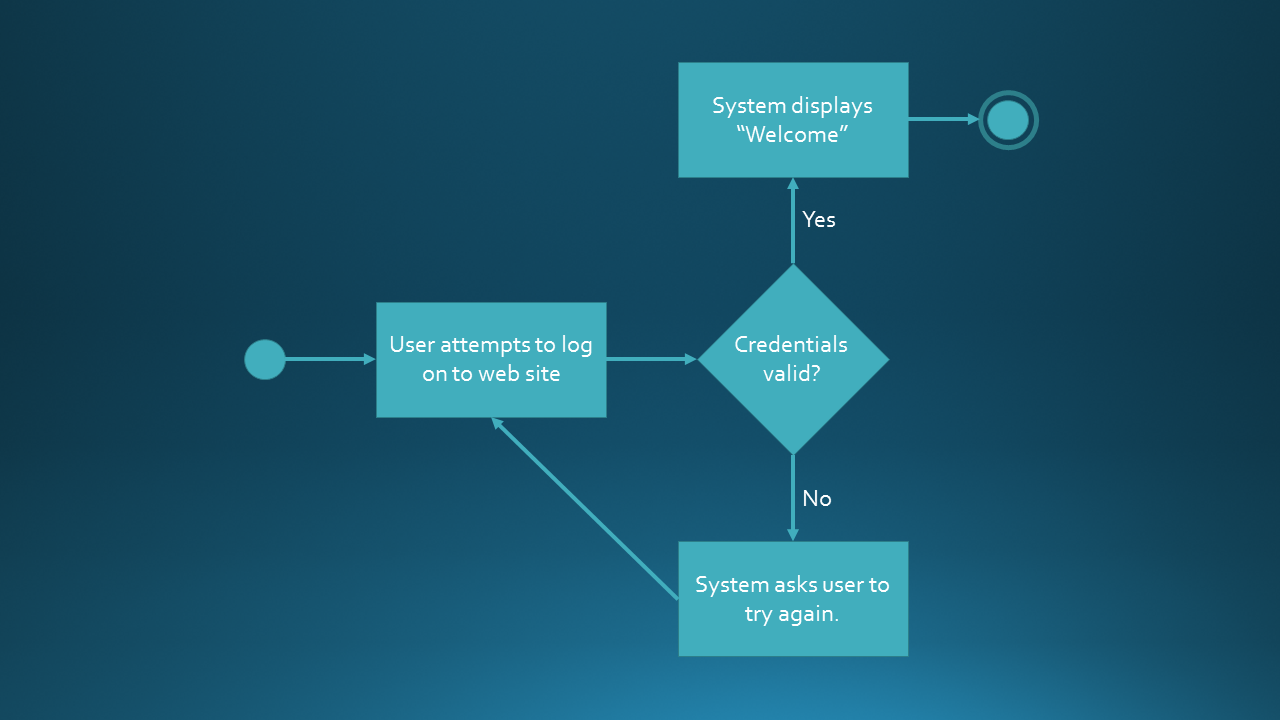 System displays
“Welcome”
Yes
User attempts to log
on to web site
Credentials
valid?
No
System asks user to
try again.